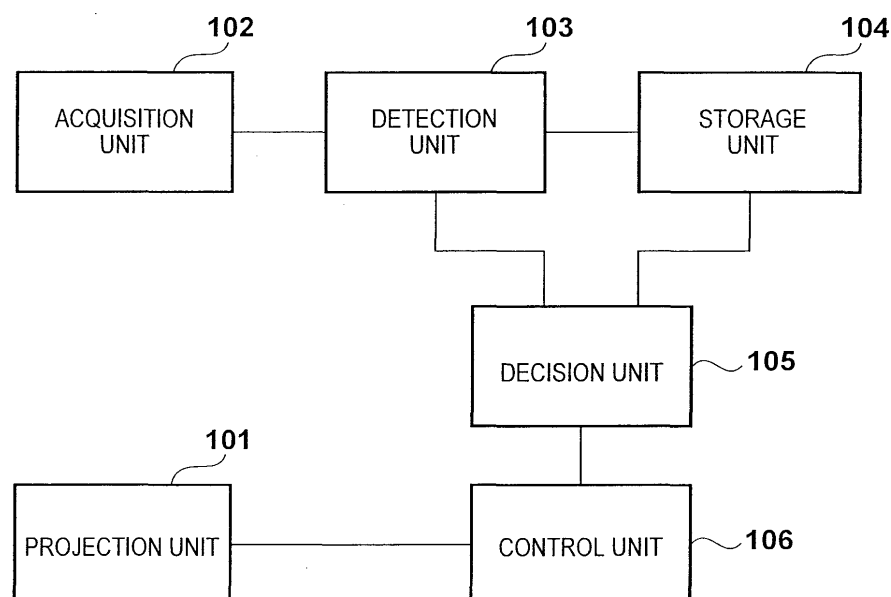 102
103
104
ACQUISITION
UNIT
DETECTION
UNIT
STORAGE
UNIT
DECISION UNIT
105
101
PROJECTION UNIT
CONTROL UNIT
106